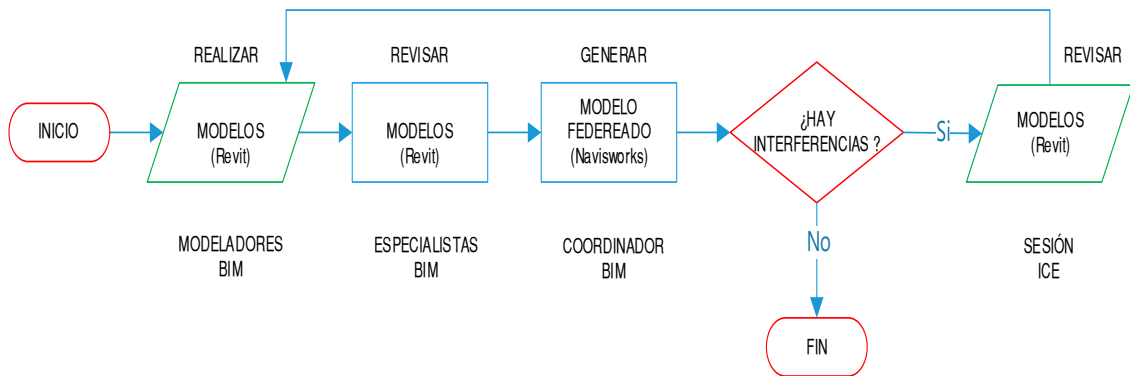 REALIZAR
REVISAR
GENERAR
REVISAR
INICIO
MODELOS
(Revit)
MODELOS
(Revit)
MODELO
FEDEREADO
(Navisworks)
¿HAY
INTERFERENCIAS ?
Si
MODELOS
(Revit)
MODELADORES
BIM
ESPECIALISTAS
BIM
COORDINADOR
BIM
No
SESIÓN
ICE
FIN